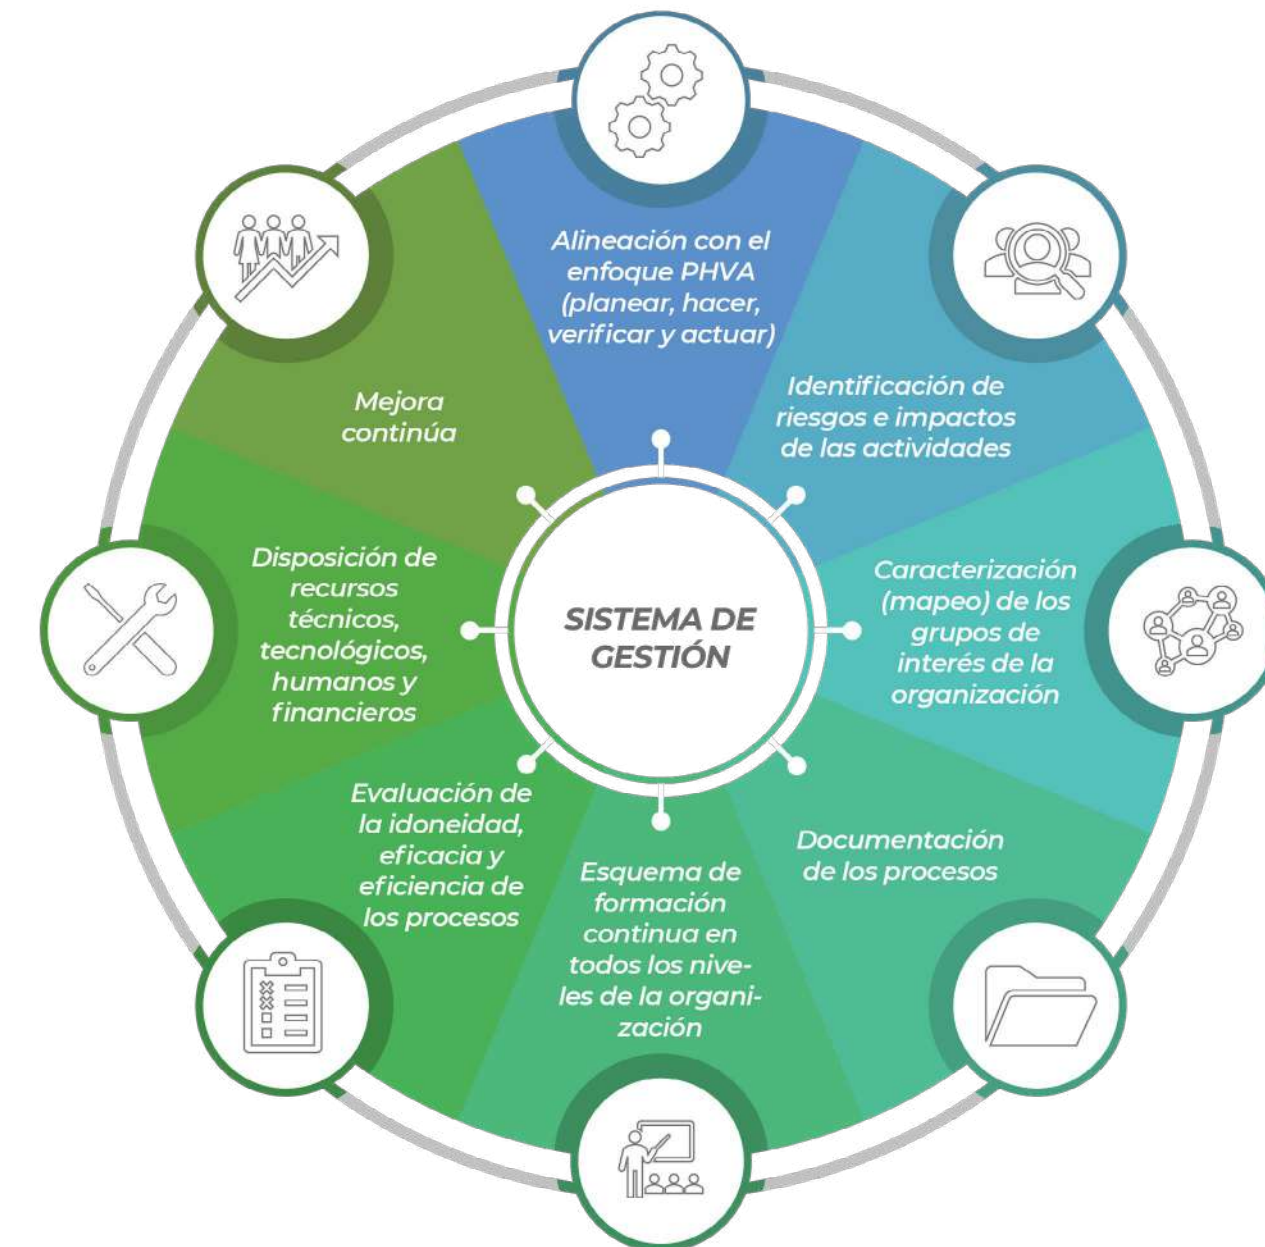 Alineación con el
enfoque PHVA
(planear, hacer,
verificar y actuar)
Identificación de
riesgos e impactos
de las actividades
Caracterización
(mapeo) de los
grupos de
interés de la
organización
Documentación
de los procesos
Esquema de
formación
continua en
todos los nive-
les de la organi-
zación
Evaluación de
la idoneidad,
eficacia y
eficiencia de
los procesos
Disposición de
recursos
técnicos,
tecnológicos,
humanos y
financieros
Mejora
continúa
SISTEMA DE
GESTIÓN